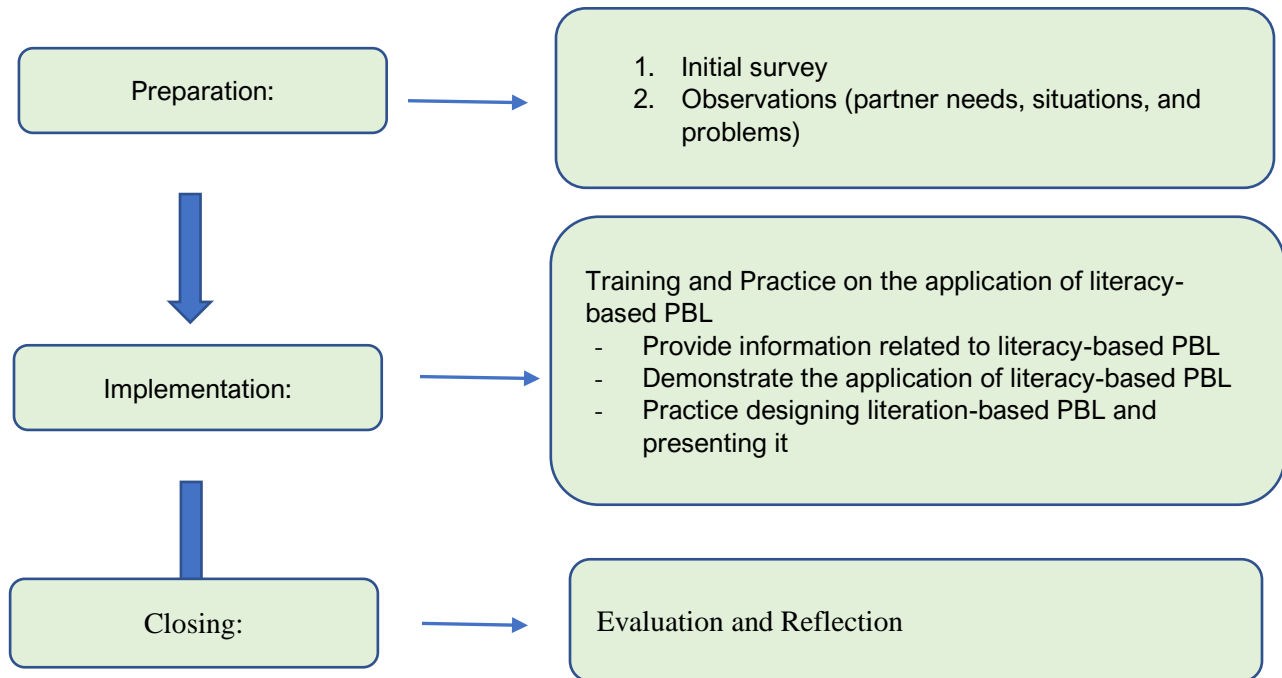 Preparation:
1. Initial survey
2. Observations (partner needs, situations, and
problems)
Implementation:
Training and Practice on the application of literacy-
based PBL
- Provide information related to literacy-based PBL
- Demonstrate the application of literacy-based PBL
- Practice designing literation-based PBL and
presenting it
Closing:
Evaluation and Reflection